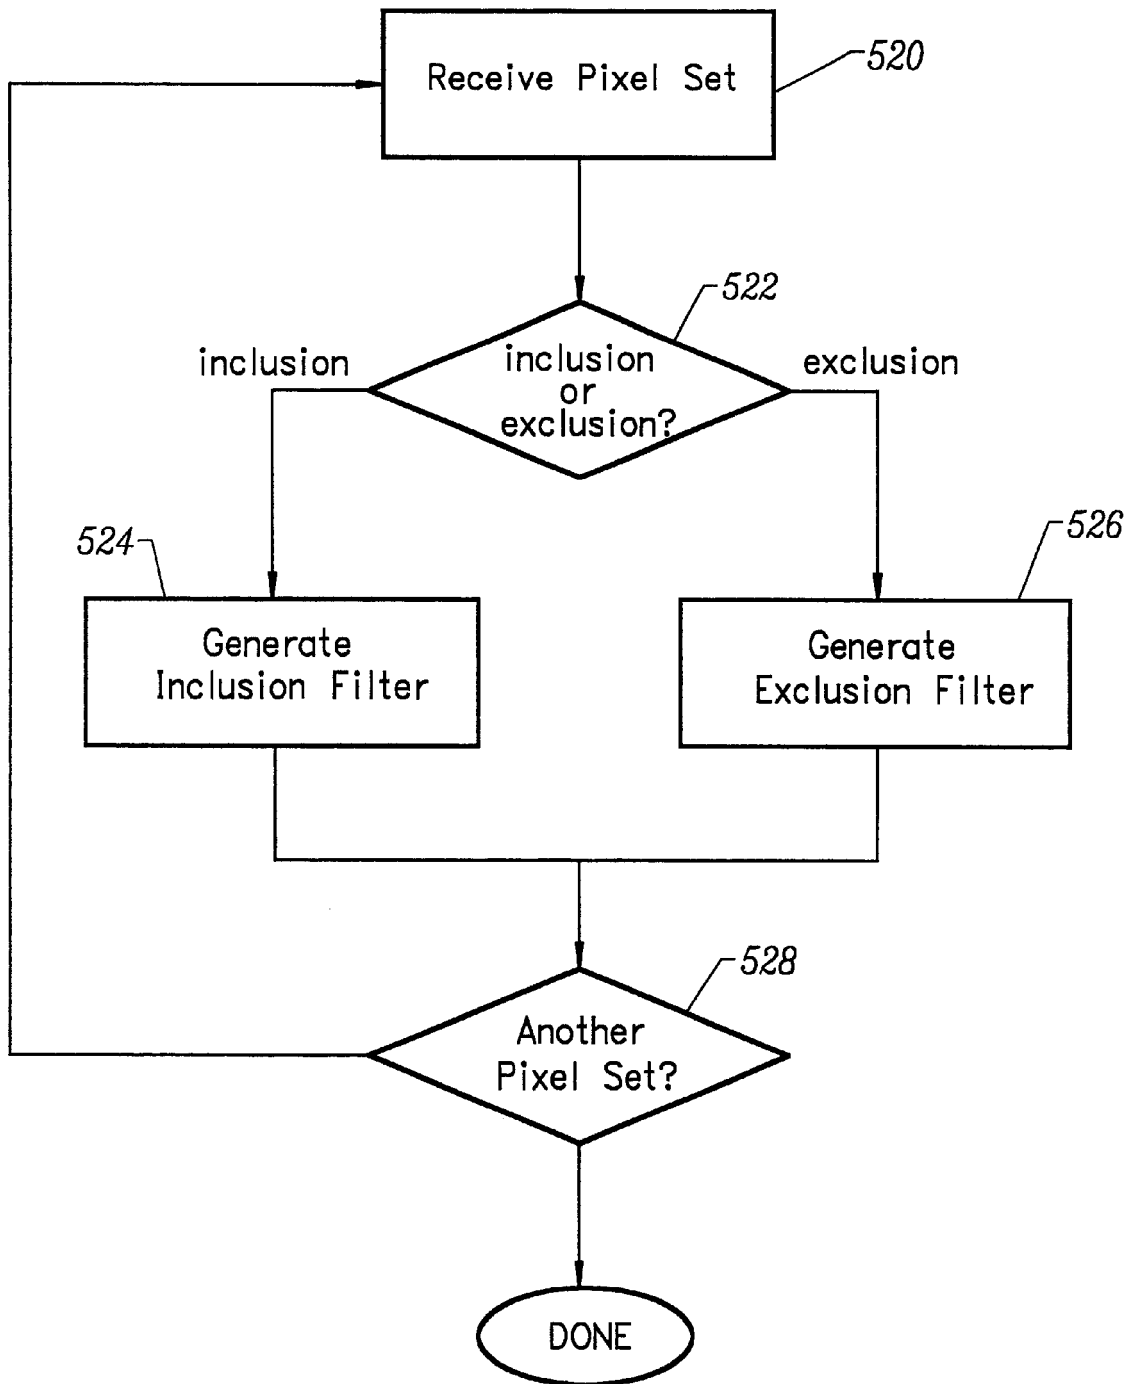 Receive Pixel Set
520
522
inclusion
inclusion
or
exclusion?
exclusion
524
526
Generate
Inclusion Filter
Generate
Exclusion Filter
528
Another
Pixel Set?
DONE